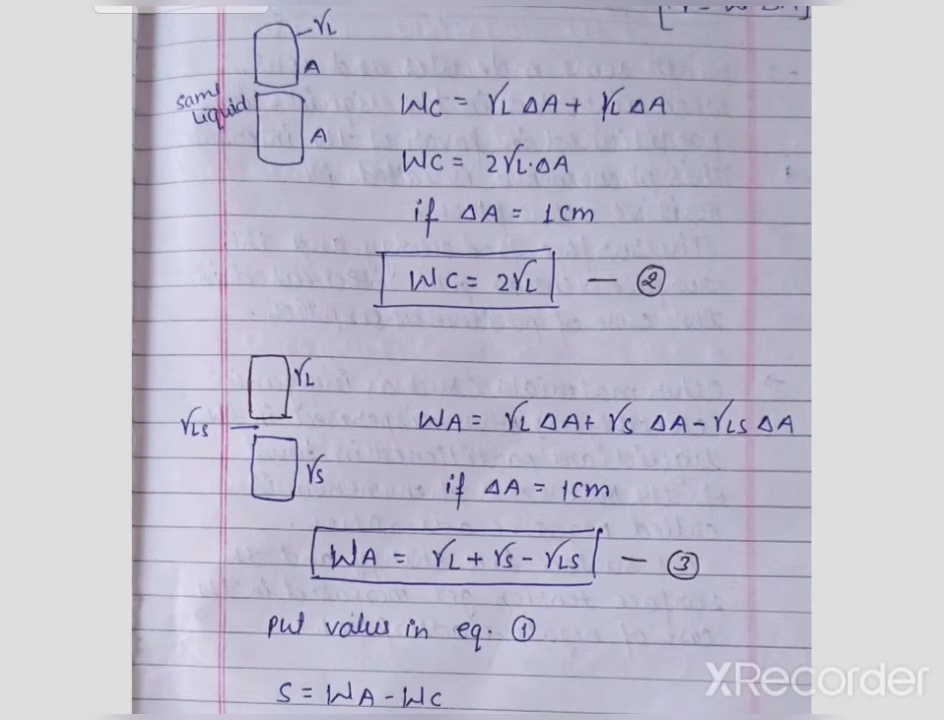 γL
A
Same
Liquid
A
WC = γL ΔA + γL ΔA
WC = 2γL·ΔA
if ΔA = 1cm
WC = 2γL — ②
γL
γLS
γS
WA = γL ΔA + γS ΔA - γLS ΔA
if ΔA = 1cm
WA = γL + γS - γLS — ③
put value in eq. ①
S = WA - WC
XRecorder